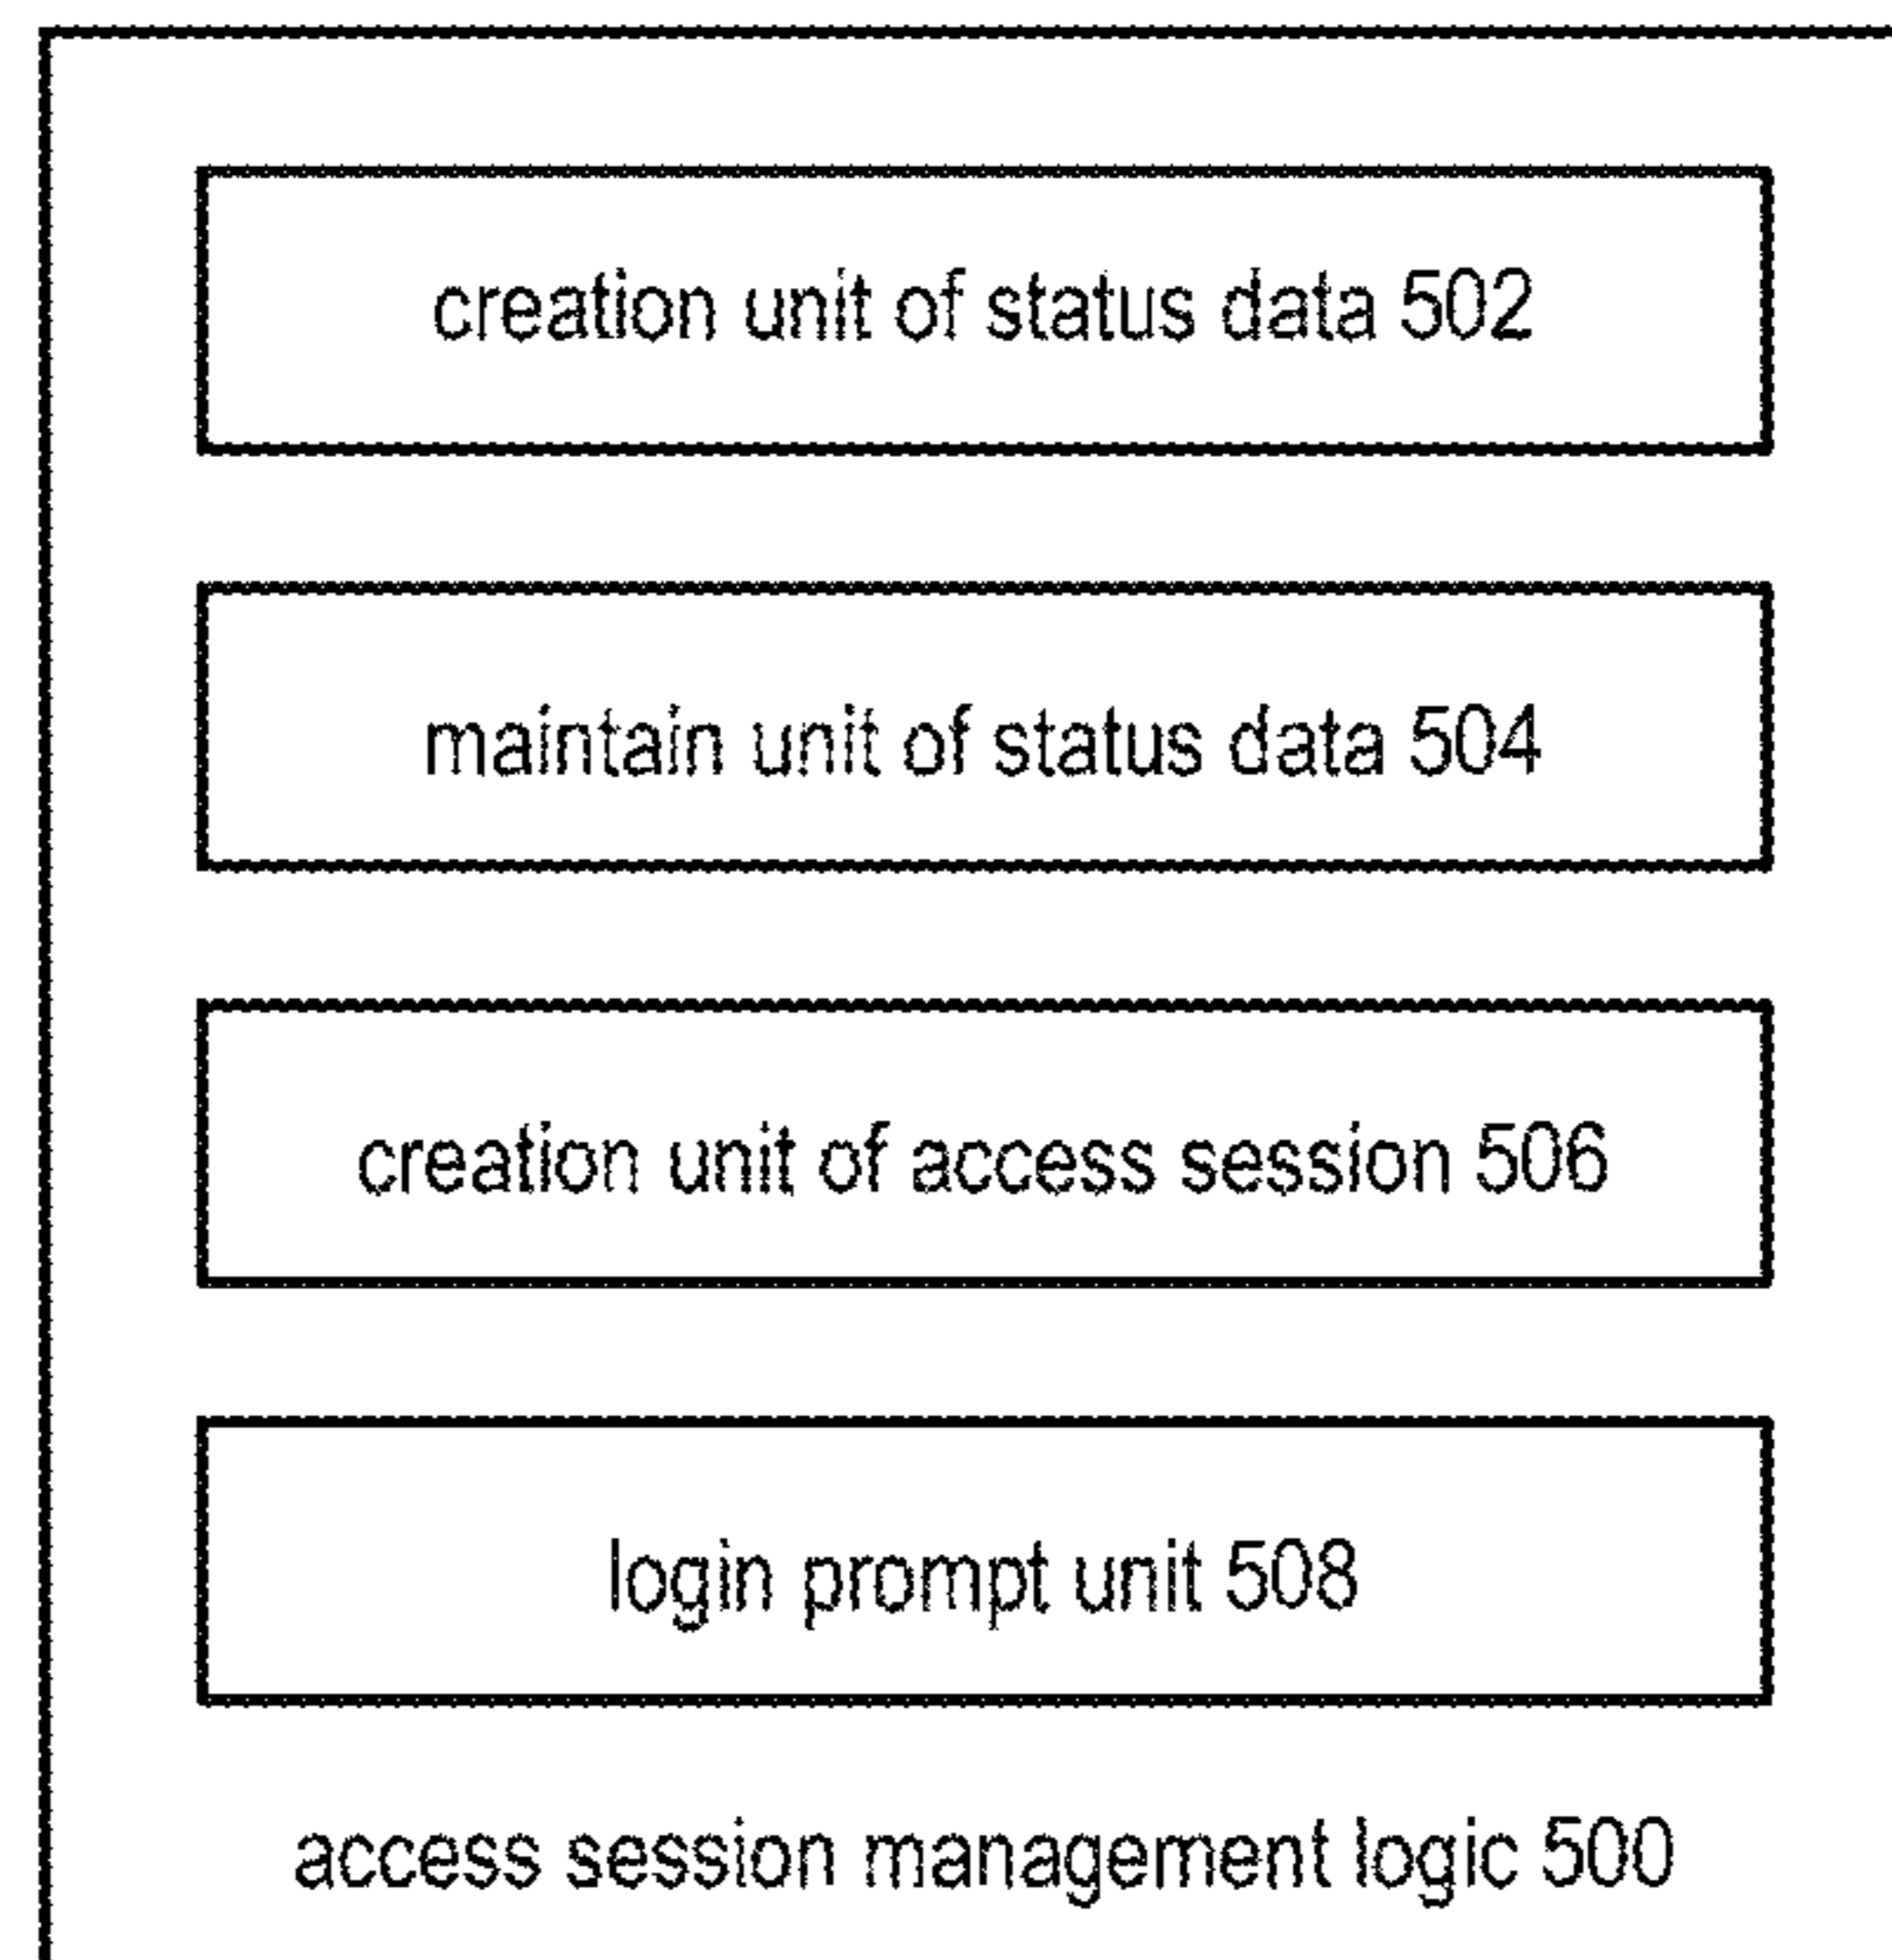 creation unit of status data 502
maintain unit of status data 504
creation unit of access session 506
login prompt unit 508
access session management logic 500